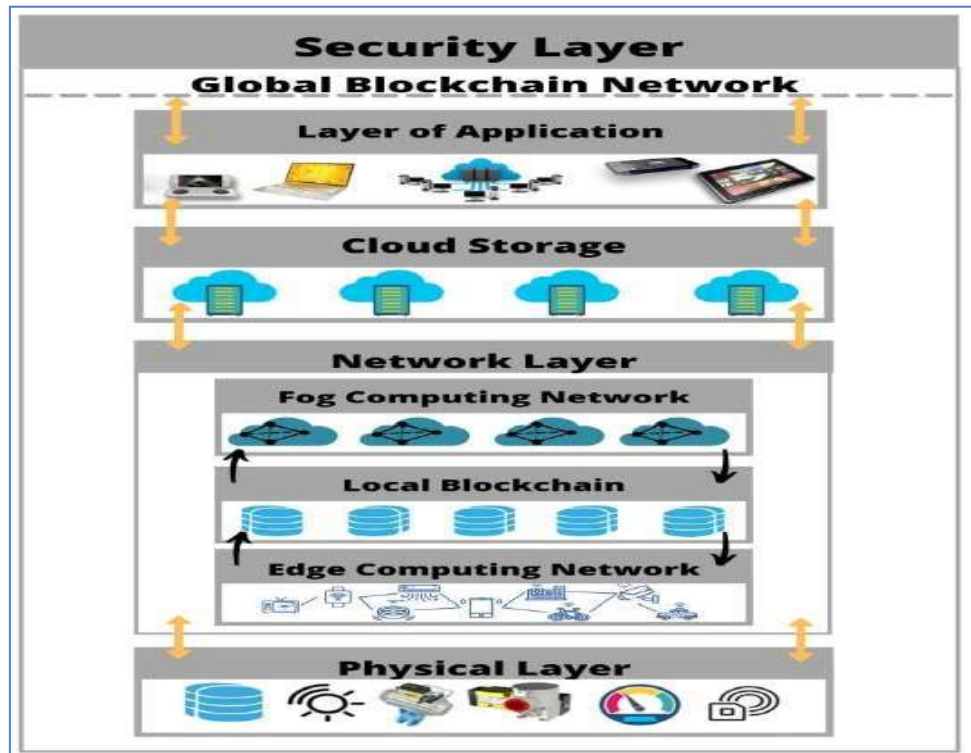 Security Layer
Global Blockchain Network
Layer of Application
Cloud Storage
Network Layer
Fog Computing Network
Local Blockchain
Edge Computing Network
Physical Layer